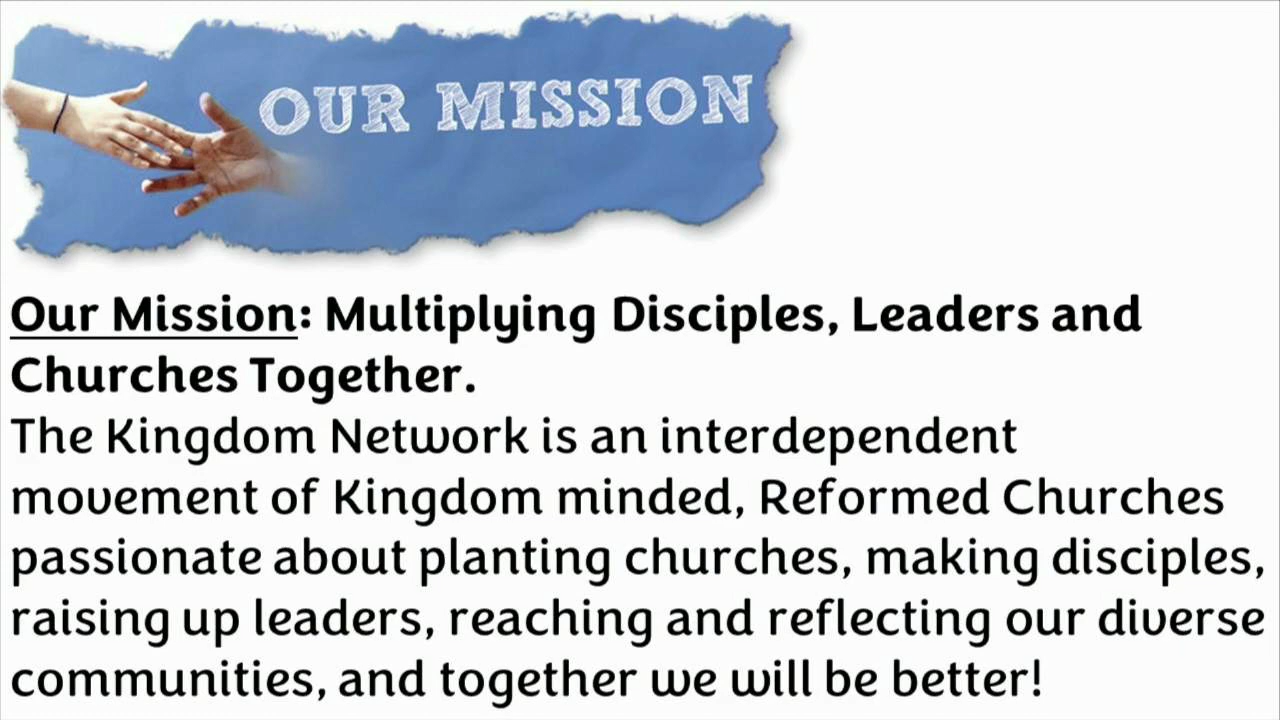 OUR MISSION
Our Mission: Multiplying Disciples, Leaders and
Churches Together.
The Kingdom Network is an interdependent
movement of Kingdom minded, Reformed Churches
passionate about planting churches, making disciples,
raising up leaders, reaching and reflecting our diverse
communities, and together we will be better!